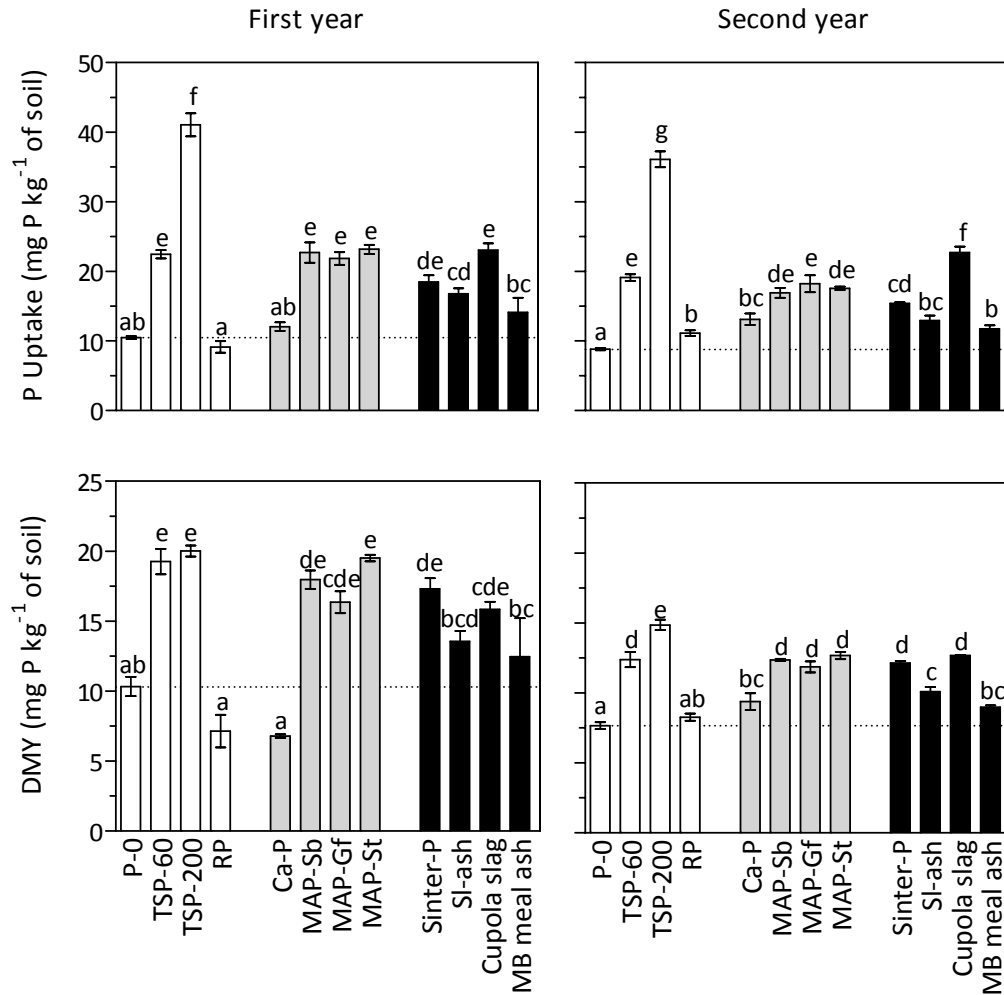 First year
Second year
P Uptake (mg P kg⁻¹ of soil)
50
40
30
20
10
0
ab
e
f
a
ab
e
e
e
de
cd
e
bc
a
e
g
b
bc
de
e
de
cd
bc
f
b
DMY (mg P kg⁻¹ of soil)
25
20
15
10
5
0
ab
e
e
a
a
de
cde
e
de
bcd
cde
bc
a
d
e
ab
bc
d
d
d
d
c
d
bc
P-0
TSP-60
TSP-200
RP
Ca-P
MAP-Sb
MAP-Gf
MAP-St
Sinter-P
Sl-ash
Cupola slag
MB meal ash
P-0
TSP-60
TSP-200
RP
Ca-P
MAP-Sb
MAP-Gf
MAP-St
Sinter-P
Sl-ash
Cupola slag
MB meal ash